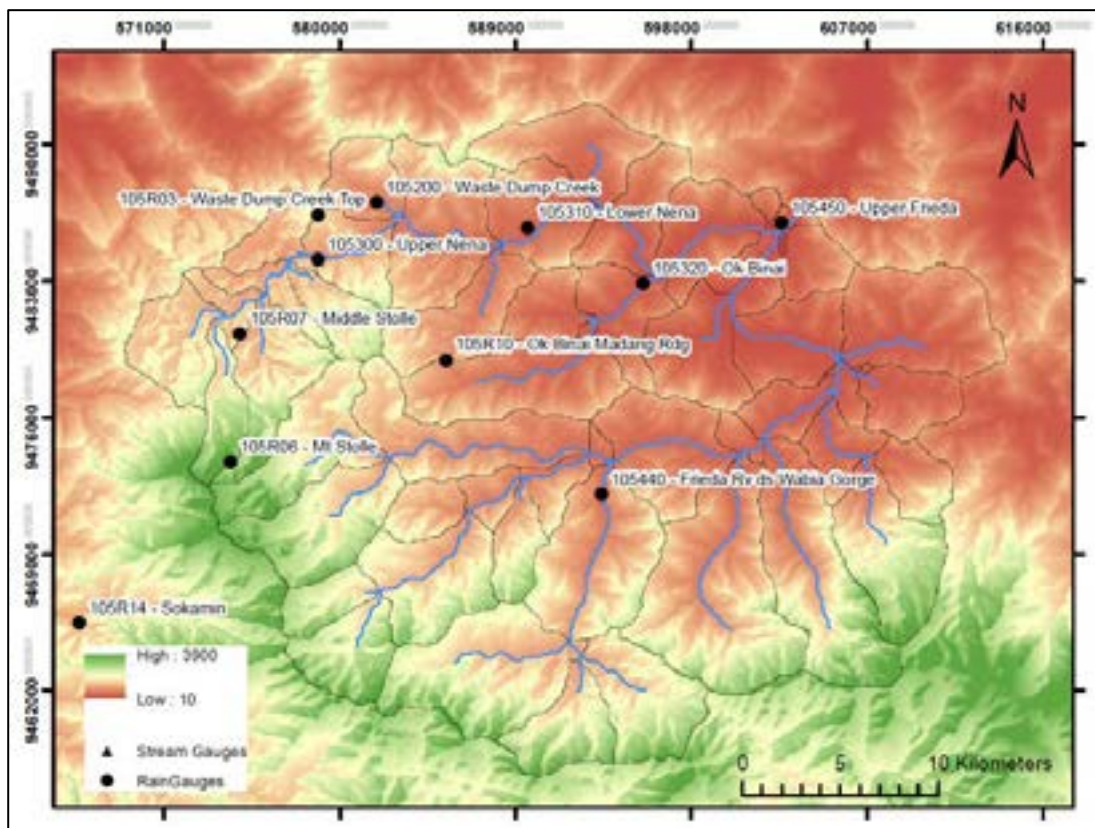 571000 580000 589000 598000 607000 616000
N
105200 - Waste Dump Creek
105R03 - Waste Dump Creek Top
105310 - Lower Nena
105450 - Upper Frieda
105300 - Upper Nena
105320 - Ok Binai
105R07 - Middle Stolle
105R10 - Ok Binai Madang Rdg
105R06 - Mt Stolle
105440 - Frieda Rv ds Wabia Gorge
105R14 - Sokamin
High : 3900
Low : 10
Stream Gauges
RainGauges
0 5 10 Kilometers
9476000
9469000
9462000